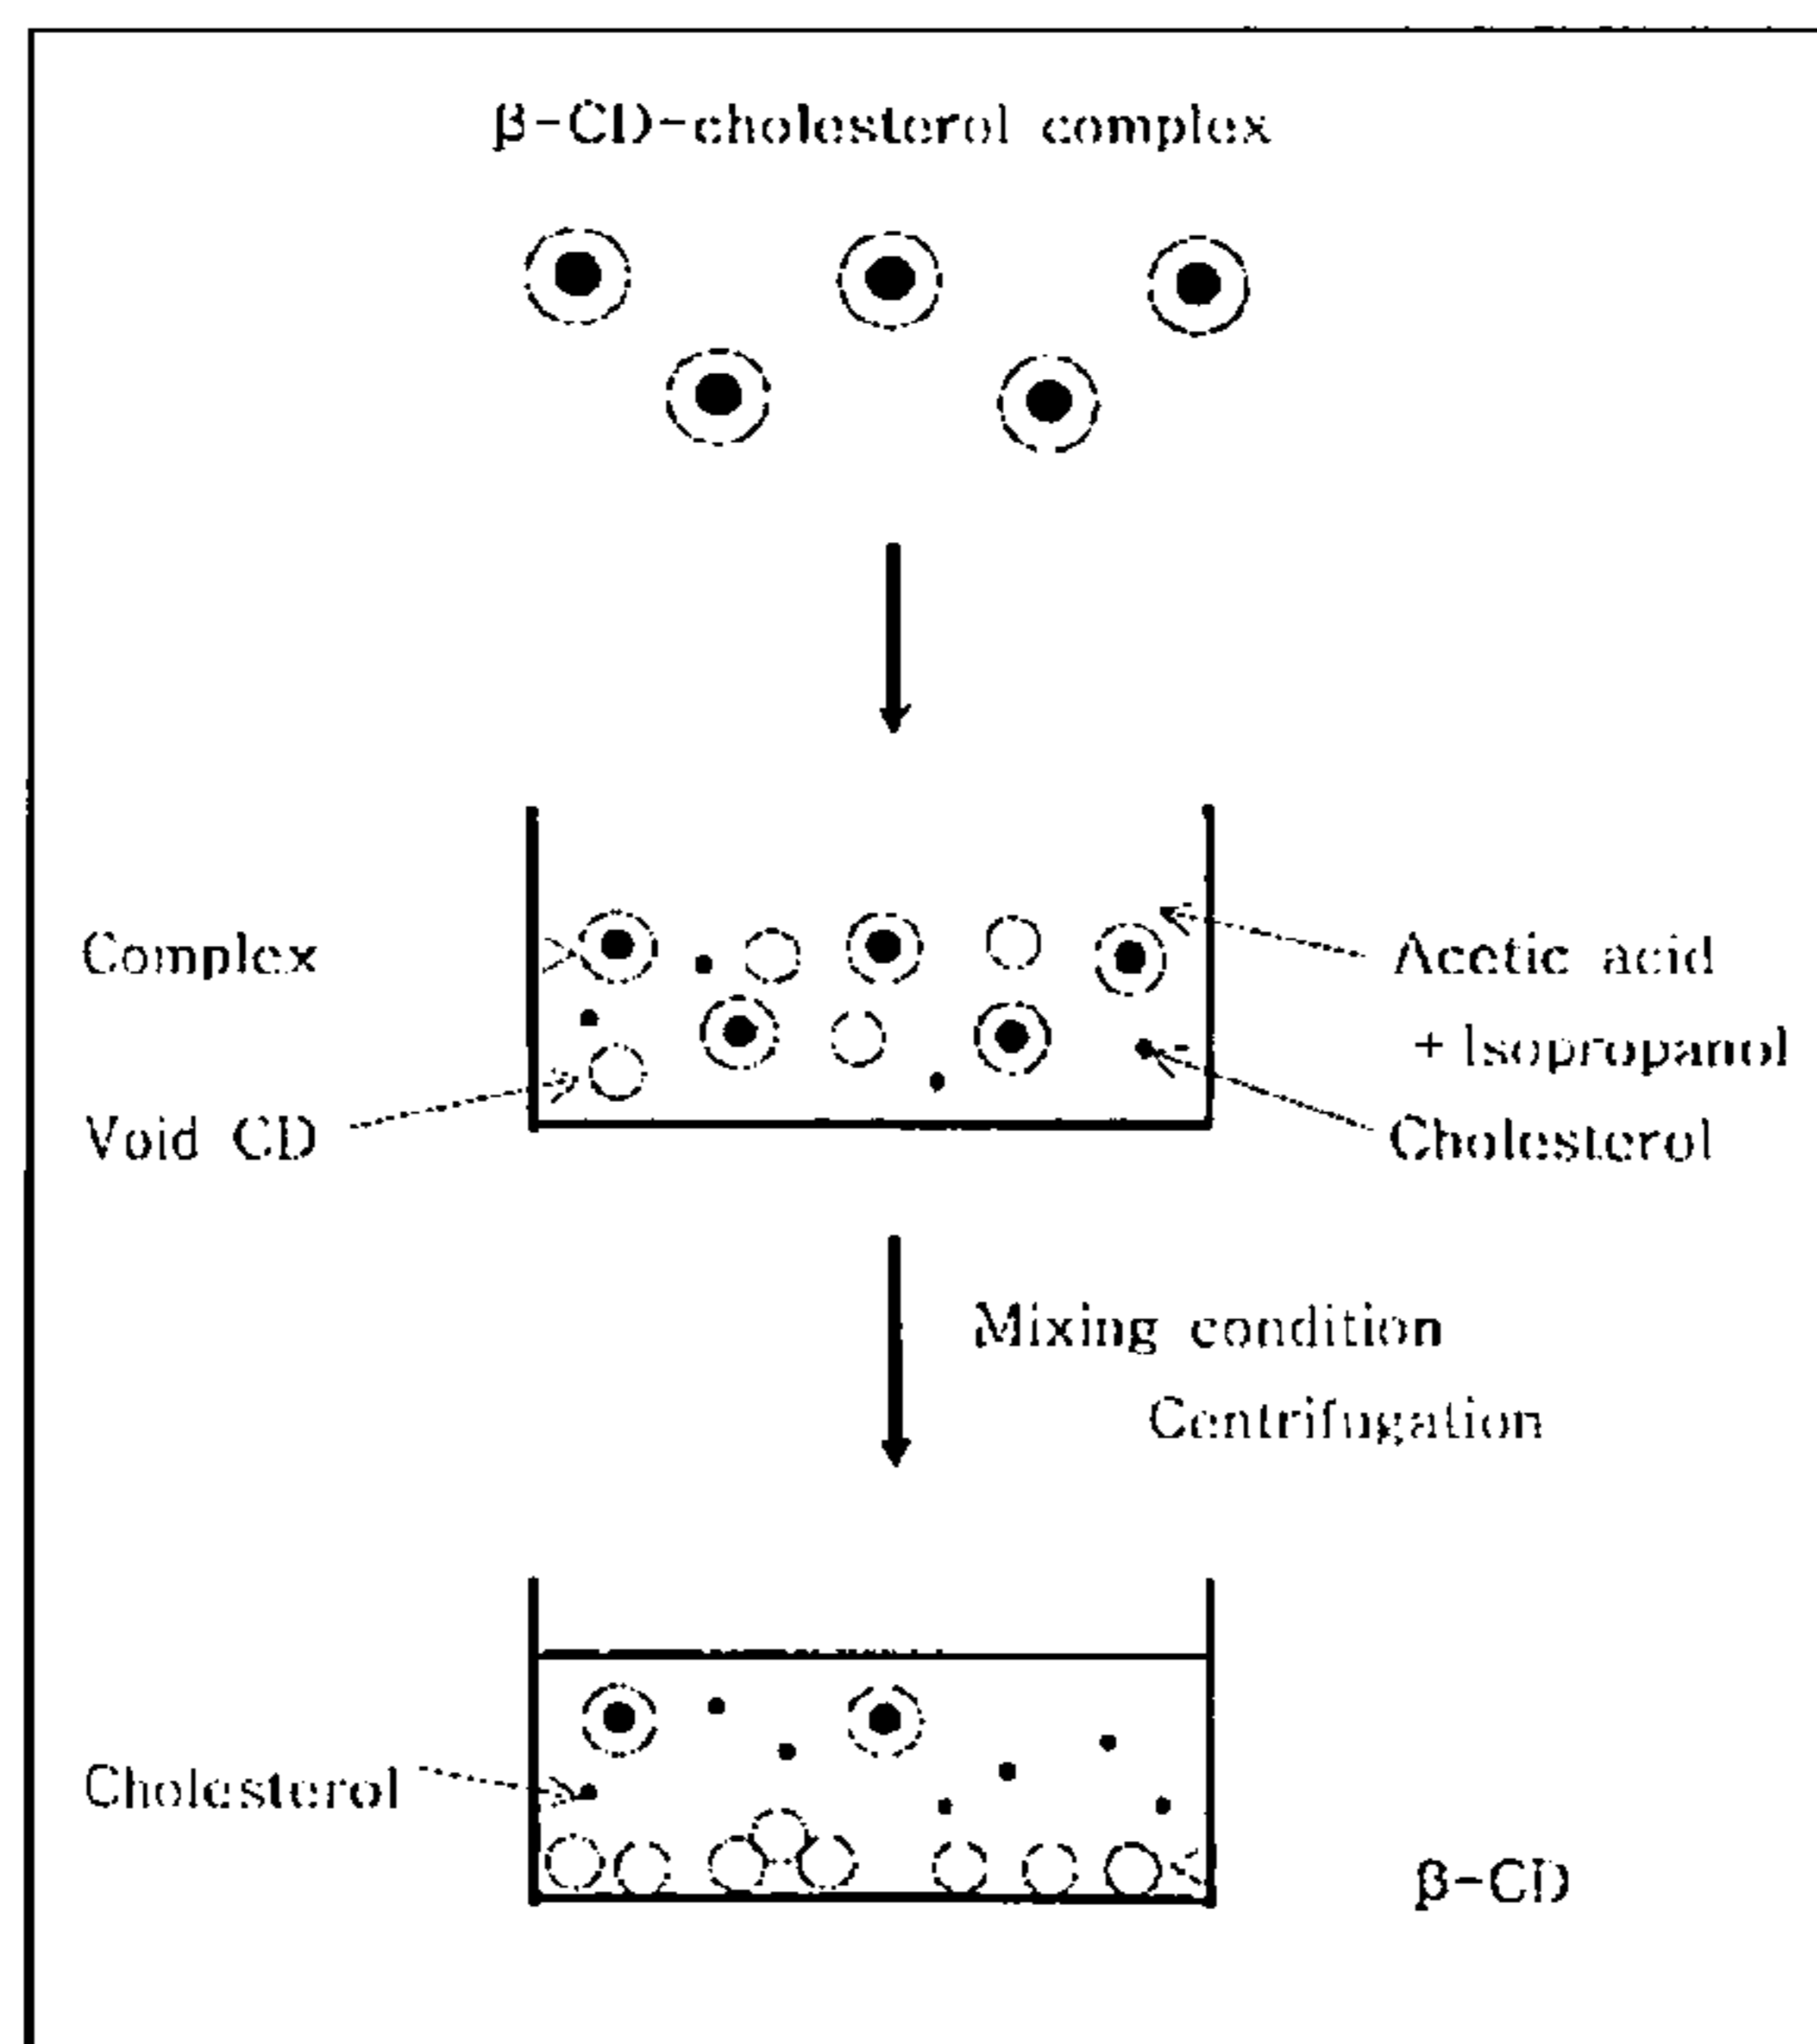 β-CD-cholesterol complex
Complex
Acetic acid
+ Isopropanol
Void CD
Cholesterol
Mixing condition
Centrifugation
Cholesterol
β-CD